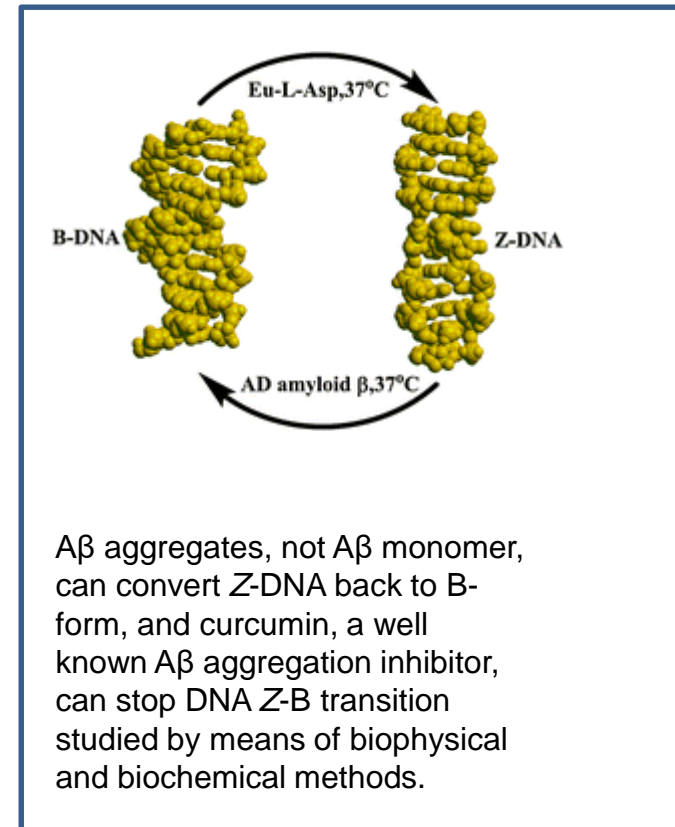 Eu-L-Asp,37°C
B-DNA
Z-DNA
AD amyloid β,37°C
Aβ aggregates, not Aβ monomer,
can convert Z-DNA back to B-
form, and curcumin, a well
known Aβ aggregation inhibitor,
can stop DNA Z-B transition
studied by means of biophysical
and biochemical methods.